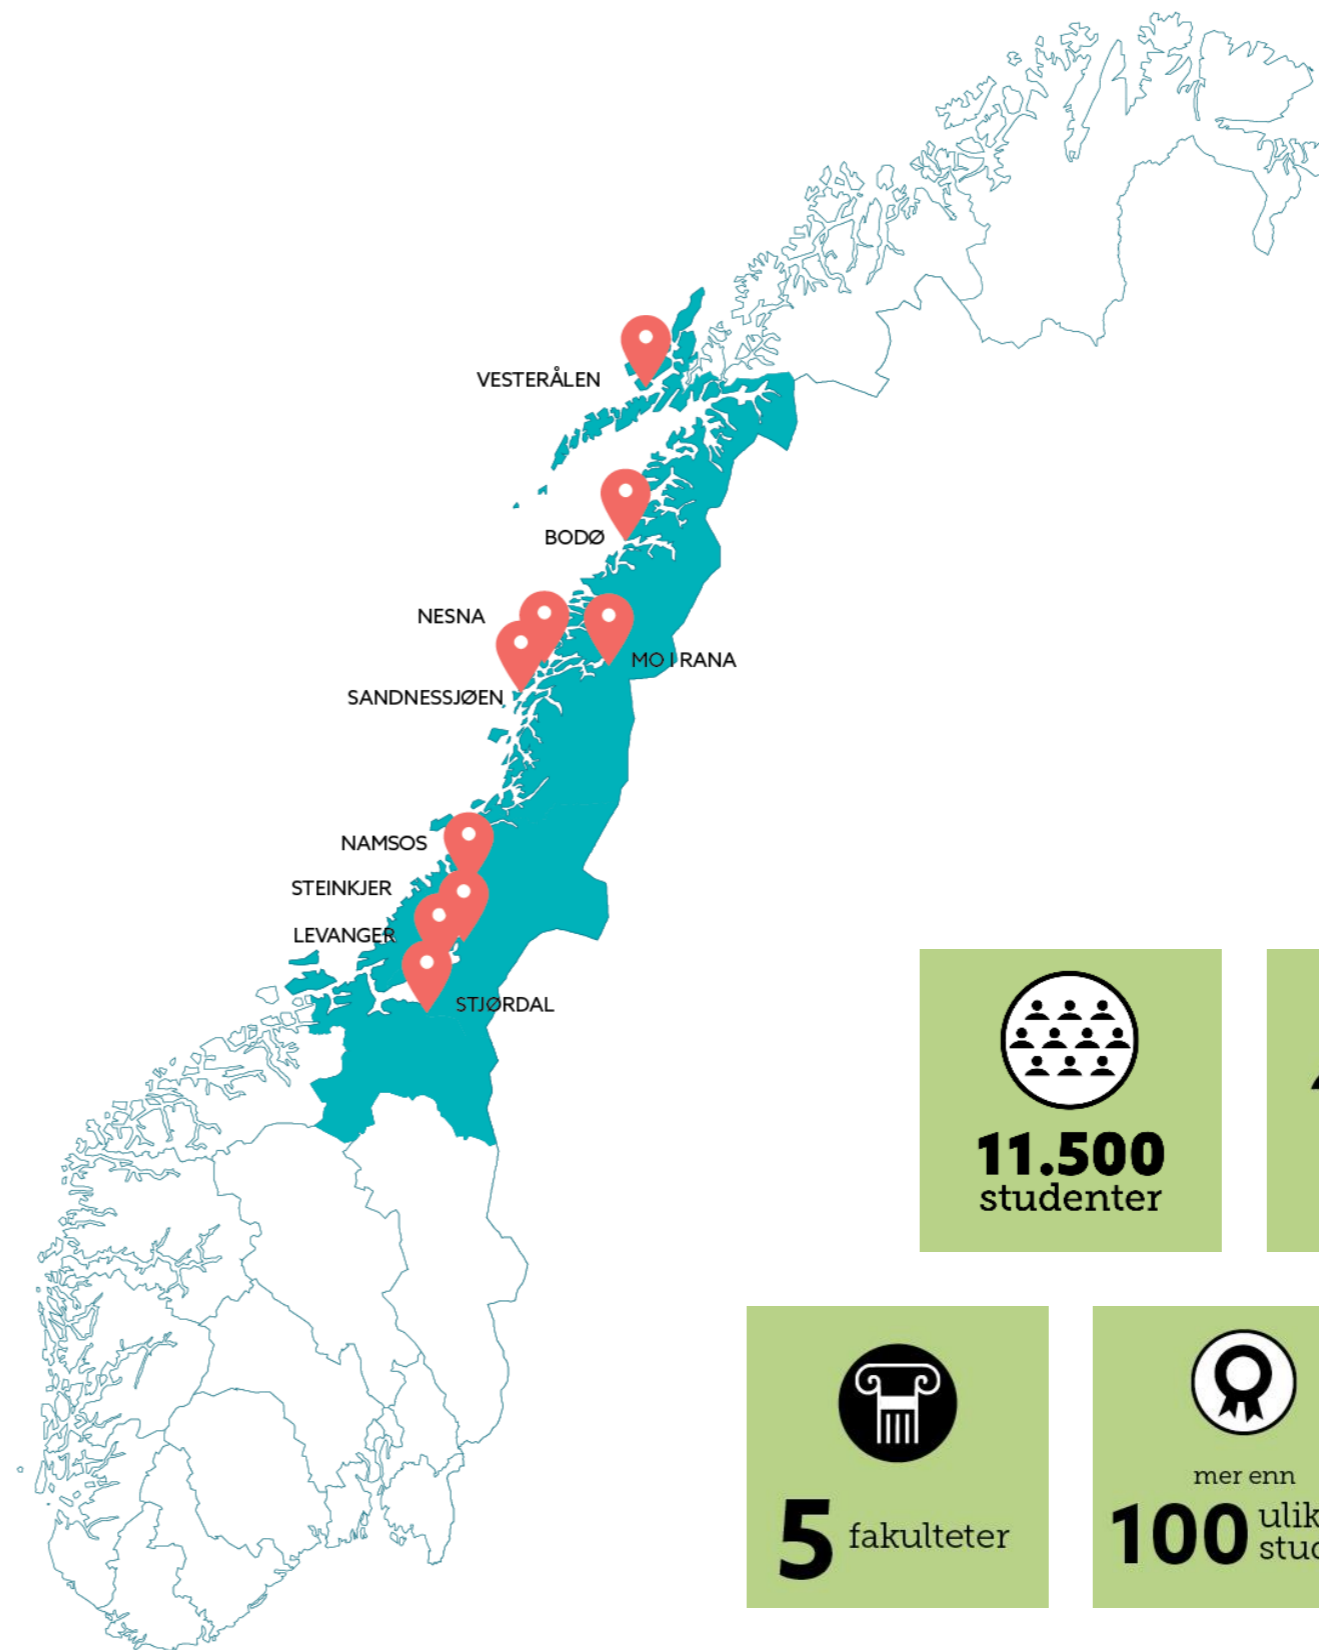 VESTERÅLEN
BODØ
NESNA
MO I RANA
SANDNESSJØEN
NAMSOS
STEINKJER
LEVANGER
STJØRDAL
11.500
studenter
5 fakulteter
mer enn
100